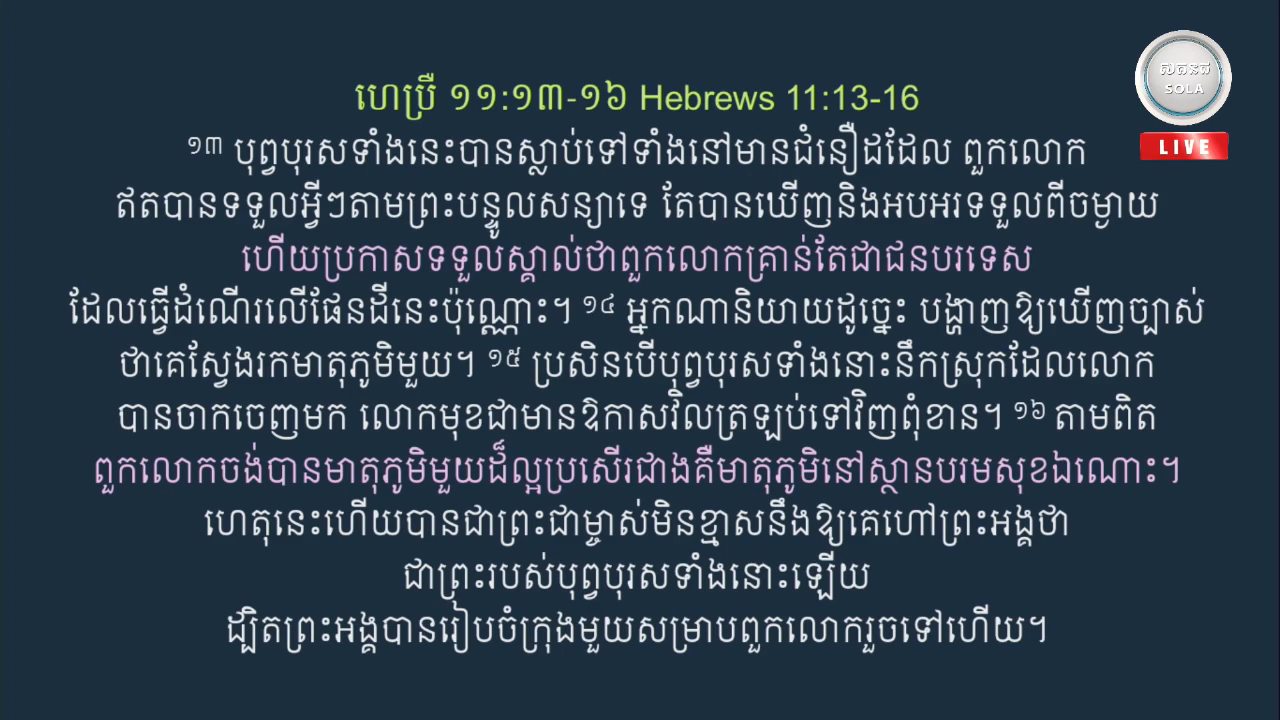 ហេប្រឺ ១១:១៣-១៦ Hebrews 11:13-16
១៣ បុព្វបុរសទាំងនេះបានស្លាប់ទៅទាំងនៅមានជំនឿដដែល ពួកលោក
ឥតបានទទួលអ្វីៗតាមព្រះបន្ទូលសន្យាទេ តែបានឃើញនិងអបអរទទួលពីចម្ងាយ
ហើយប្រកាសទទួលស្គាល់ថាពួកលោកគ្រាន់តែជាជនបរទេស
ដែលធ្វើដំណើរលើផែនដីនេះប៉ុណ្ណោះ។ ១៤ អ្នកណានិយាយដូច្នេះ បង្ហាញឱ្យឃើញច្បាស់
ថាគេស្វែងរកមាតុភូមិមួយ។ ១៥ ប្រសិនបើបុព្វបុរសទាំងនោះនឹកស្រុកដែលលោក
បានចាកចេញមក លោកមុខជាមានឱកាសវិលត្រឡប់ទៅវិញពុំខាន។ ១៦ តាមពិត
ពួកលោកចង់បានមាតុភូមិមួយដ៏ល្អប្រសើរជាងគឺមាតុភូមិនៅស្ថានបរមសុខឯណោះ។
ហេតុនេះហើយបានជាព្រះជាម្ចាស់មិនខ្មាសនឹងឱ្យគេហៅព្រះអង្គថា
ជាព្រះរបស់បុព្វបុរសទាំងនោះឡើយ
ដ្បិតព្រះអង្គបានរៀបចំក្រុងមួយសម្រាបពួកលោករួចទៅហើយ។
SOLA
LIVE